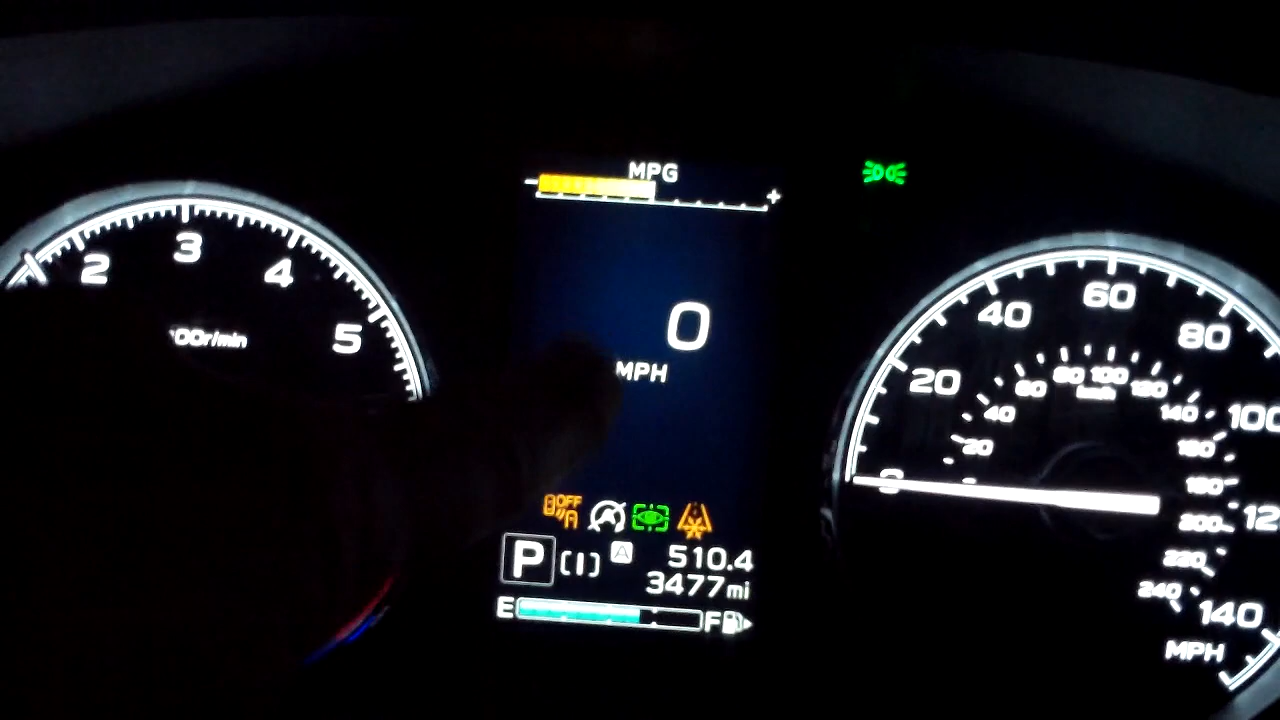 MPG
- +
2 3 4 5
00r/min
0
MPH
20 40 60 80 100 12
20 40 60 80 100 120 140 160 180 200 220 240
km/h
140
MPH
OFF
A
P [I] A 510.4
3477mi
E F